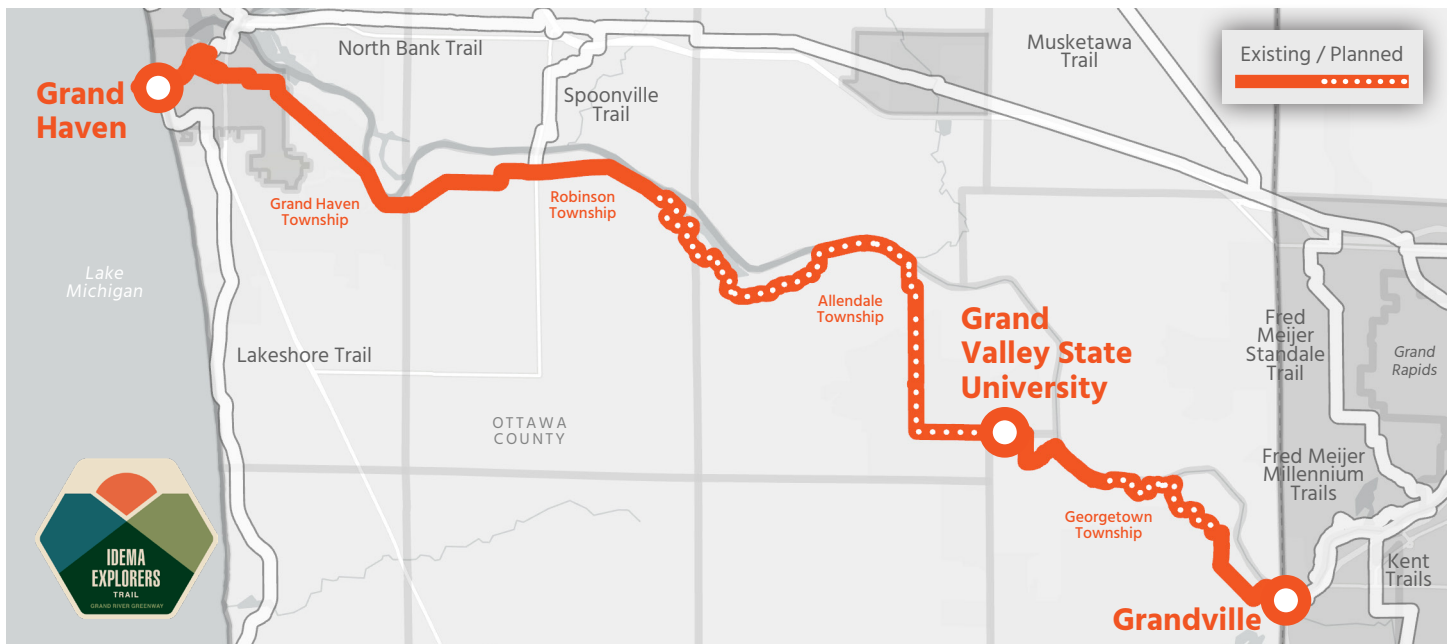 North Bank Trail
Musketawa
Trail
Existing / Planned
Grand
Haven
Spoonville
Trail
Grand Haven
Township
Robinson
Township
Lake
Michigan
Allendale
Township
Grand
Valley State
University
Fred
Meijer
Standale
Trail
Grand
Rapids
Lakeshore Trail
OTTAWA
COUNTY
Fred Meijer
Millennium
Trails
Georgetown
Township
Kent
Trails
Grandville
IDEMA
EXPLORERS
TRAIL
GRAND RIVER GREENWAY